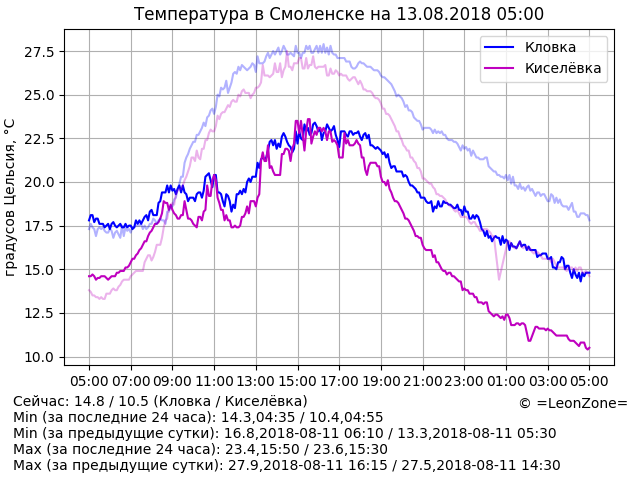 Температура в Смоленске на 13.08.2018 05:00
Кловка
Киселёвка
градусов Цельсия, °C
27.5
25.0
22.5
20.0
17.5
15.0
12.5
10.0
05:00 07:00 09:00 11:00 13:00 15:00 17:00 19:00 21:00 23:00 01:00 03:00 05:00
© =LeonZone=
Сейчас: 14.8 / 10.5 (Кловка / Киселёвка)
Min (за последние 24 часа): 14.3,04:35 / 10.4,04:55
Min (за предыдущие сутки): 16.8,2018-08-11 06:10 / 13.3,2018-08-11 05:30
Max (за последние 24 часа): 23.4,15:50 / 23.6,15:30
Max (за предыдущие сутки): 27.9,2018-08-11 16:15 / 27.5,2018-08-11 14:30